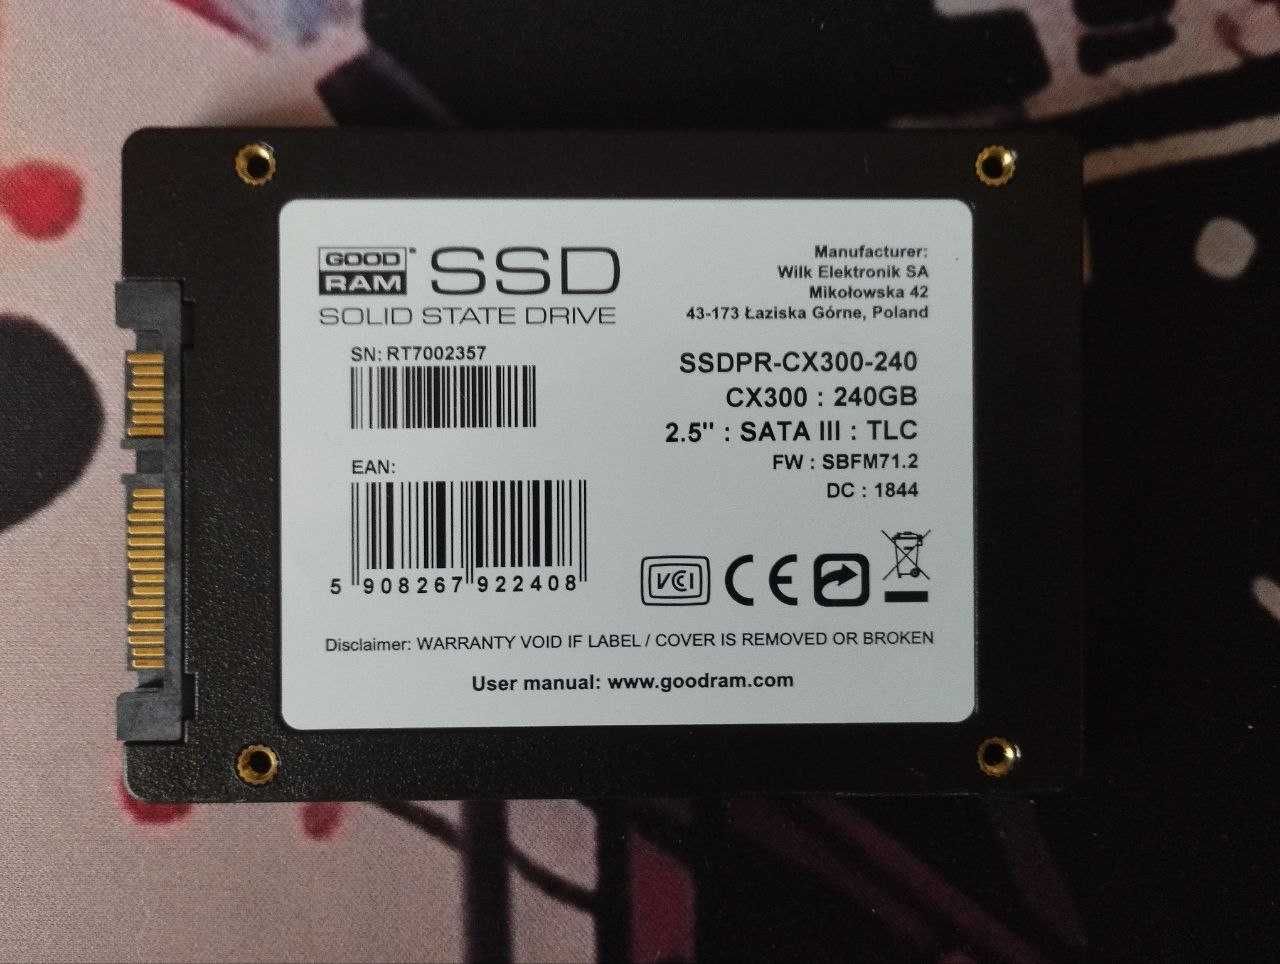 GOOD
RAM
SSD
SOLID STATE DRIVE
Manufacturer:
Wilk Elektronik SA
Mikołowska 42
43-173 Łaziska Górne, Poland
SN: RT7002357
SSDPR-CX300-240
CX300 : 240GB
2.5" : SATA III : TLC
FW : SBFM71.2
DC : 1844
EAN:
5 908267 922408
VCI
CE
Disclaimer: WARRANTY VOID IF LABEL / COVER IS REMOVED OR BROKEN
User manual: www.goodram.com